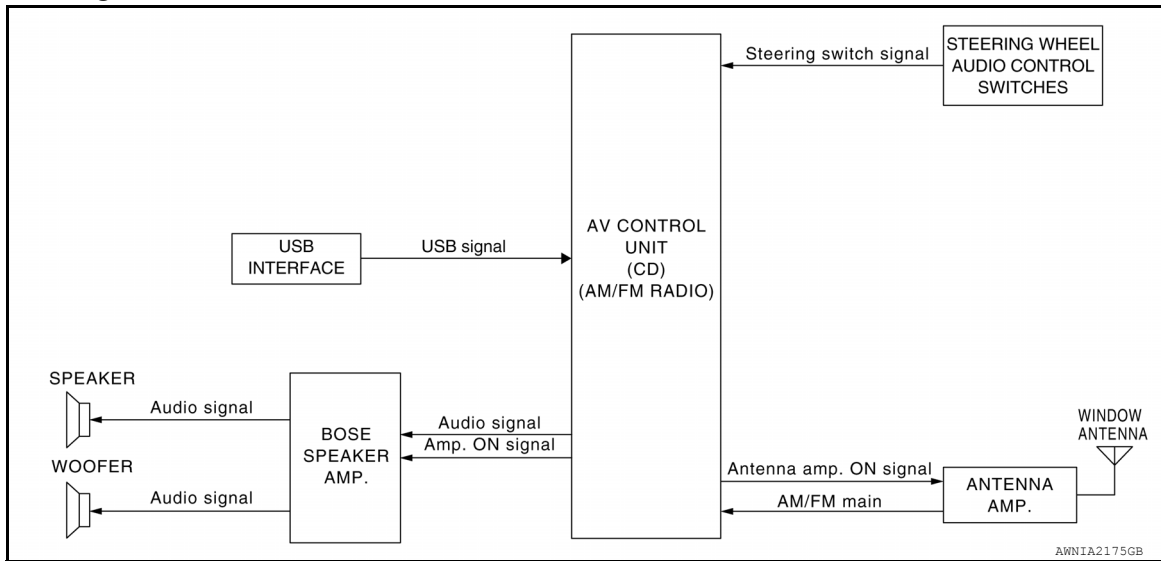 Steering switch signal
STEERING WHEEL
AUDIO CONTROL
SWITCHES
USB
INTERFACE
USB signal
AV CONTROL
UNIT
(CD)
(AM/FM RADIO)
SPEAKER
Audio signal
WOOFER
Audio signal
BOSE
SPEAKER
AMP.
Audio signal
Amp. ON signal
Antenna amp. ON signal
AM/FM main
ANTENNA
AMP.
WINDOW
ANTENNA
AWNIA2175GB